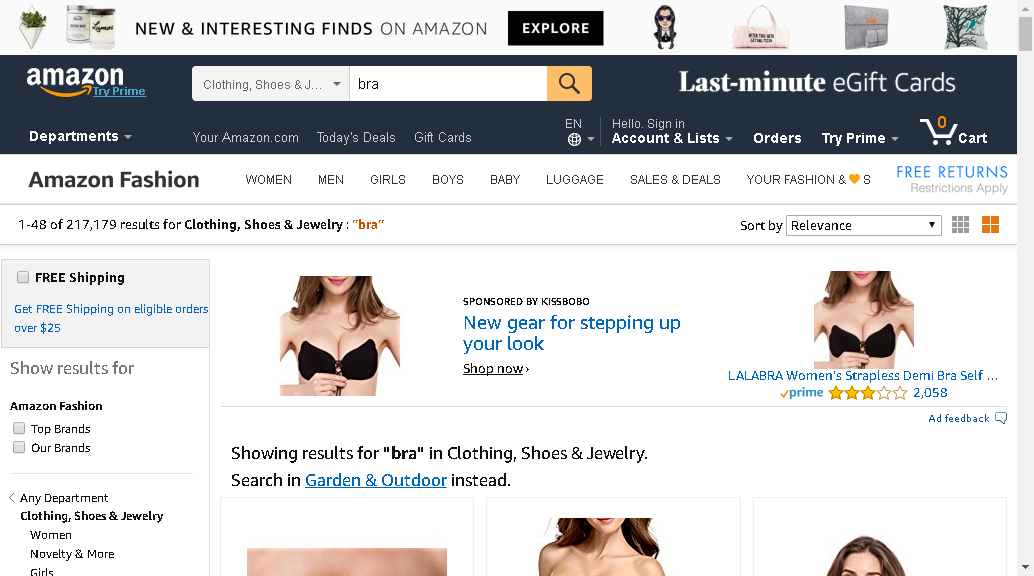 NEW & INTERESTING FINDS ON AMAZON
EXPLORE
amazon
Try Prime
Clothing, Shoes & J...
bra
Last-minute eGift Cards
Departments
Your Amazon.com
Today's Deals
Gift Cards
EN
Hello. Sign in
Account & Lists
Orders
Try Prime
0
Cart
Amazon Fashion
WOMEN
MEN
GIRLS
BOYS
BABY
LUGGAGE
SALES & DEALS
YOUR FASHION & 🧡 S
FREE RETURNS
Restrictions Apply
1-48 of 217,179 results for Clothing, Shoes & Jewelry : "bra"
Sort by Relevance
FREE Shipping
Get FREE Shipping on eligible orders
over $25
Show results for
Amazon Fashion
Top Brands
Our Brands
Any Department
Clothing, Shoes & Jewelry
Women
Novelty & More
Girls
SPONSORED BY KISSBOBO
New gear for stepping up
your look
Shop now ›
LALABRA Women's Strapless Demi Bra Self ...
prime
2,058
Ad feedback
Showing results for "bra" in Clothing, Shoes & Jewelry.
Search in Garden & Outdoor instead.